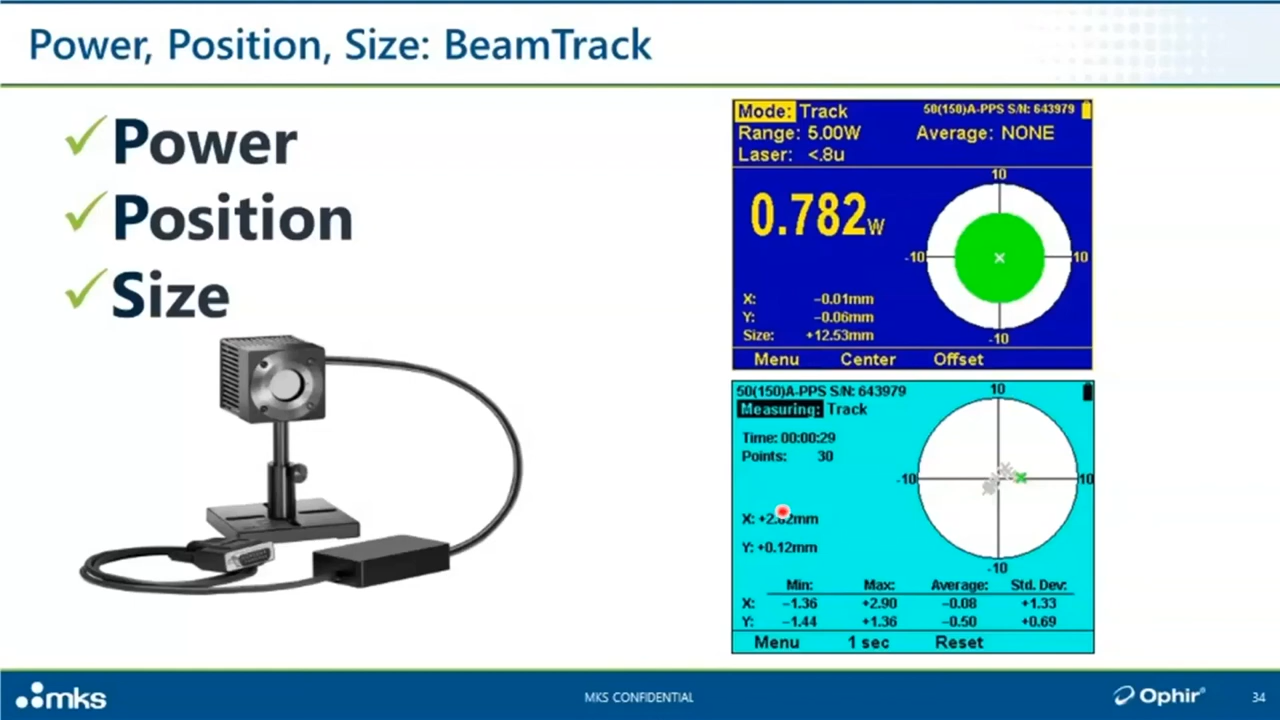 Power, Position, Size: BeamTrack
Power
Position
Size
Mode: Track
50(150)A-PPS S/N: 643979
Range: 5.00W
Average: NONE
Laser: <.8u
10
0.782W
-10
10
X: -0.01mm
Y: -0.06mm
Size: +12.53mm
-10
Menu Center Offset
50(150)A-PPS S/N: 643979
10
Measuring: Track
Time: 00:00:29
Points: 30
-10
10
Y: +0.12mm
-10
Min: Max: Average: Std. Dev:
X: -1.36 +2.90 -0.08 +1.33
Y: -1.44 +1.36 -0.50 +0.69
Menu 1 sec Reset
mks
MKS CONFIDENTIAL
Ophir®
34